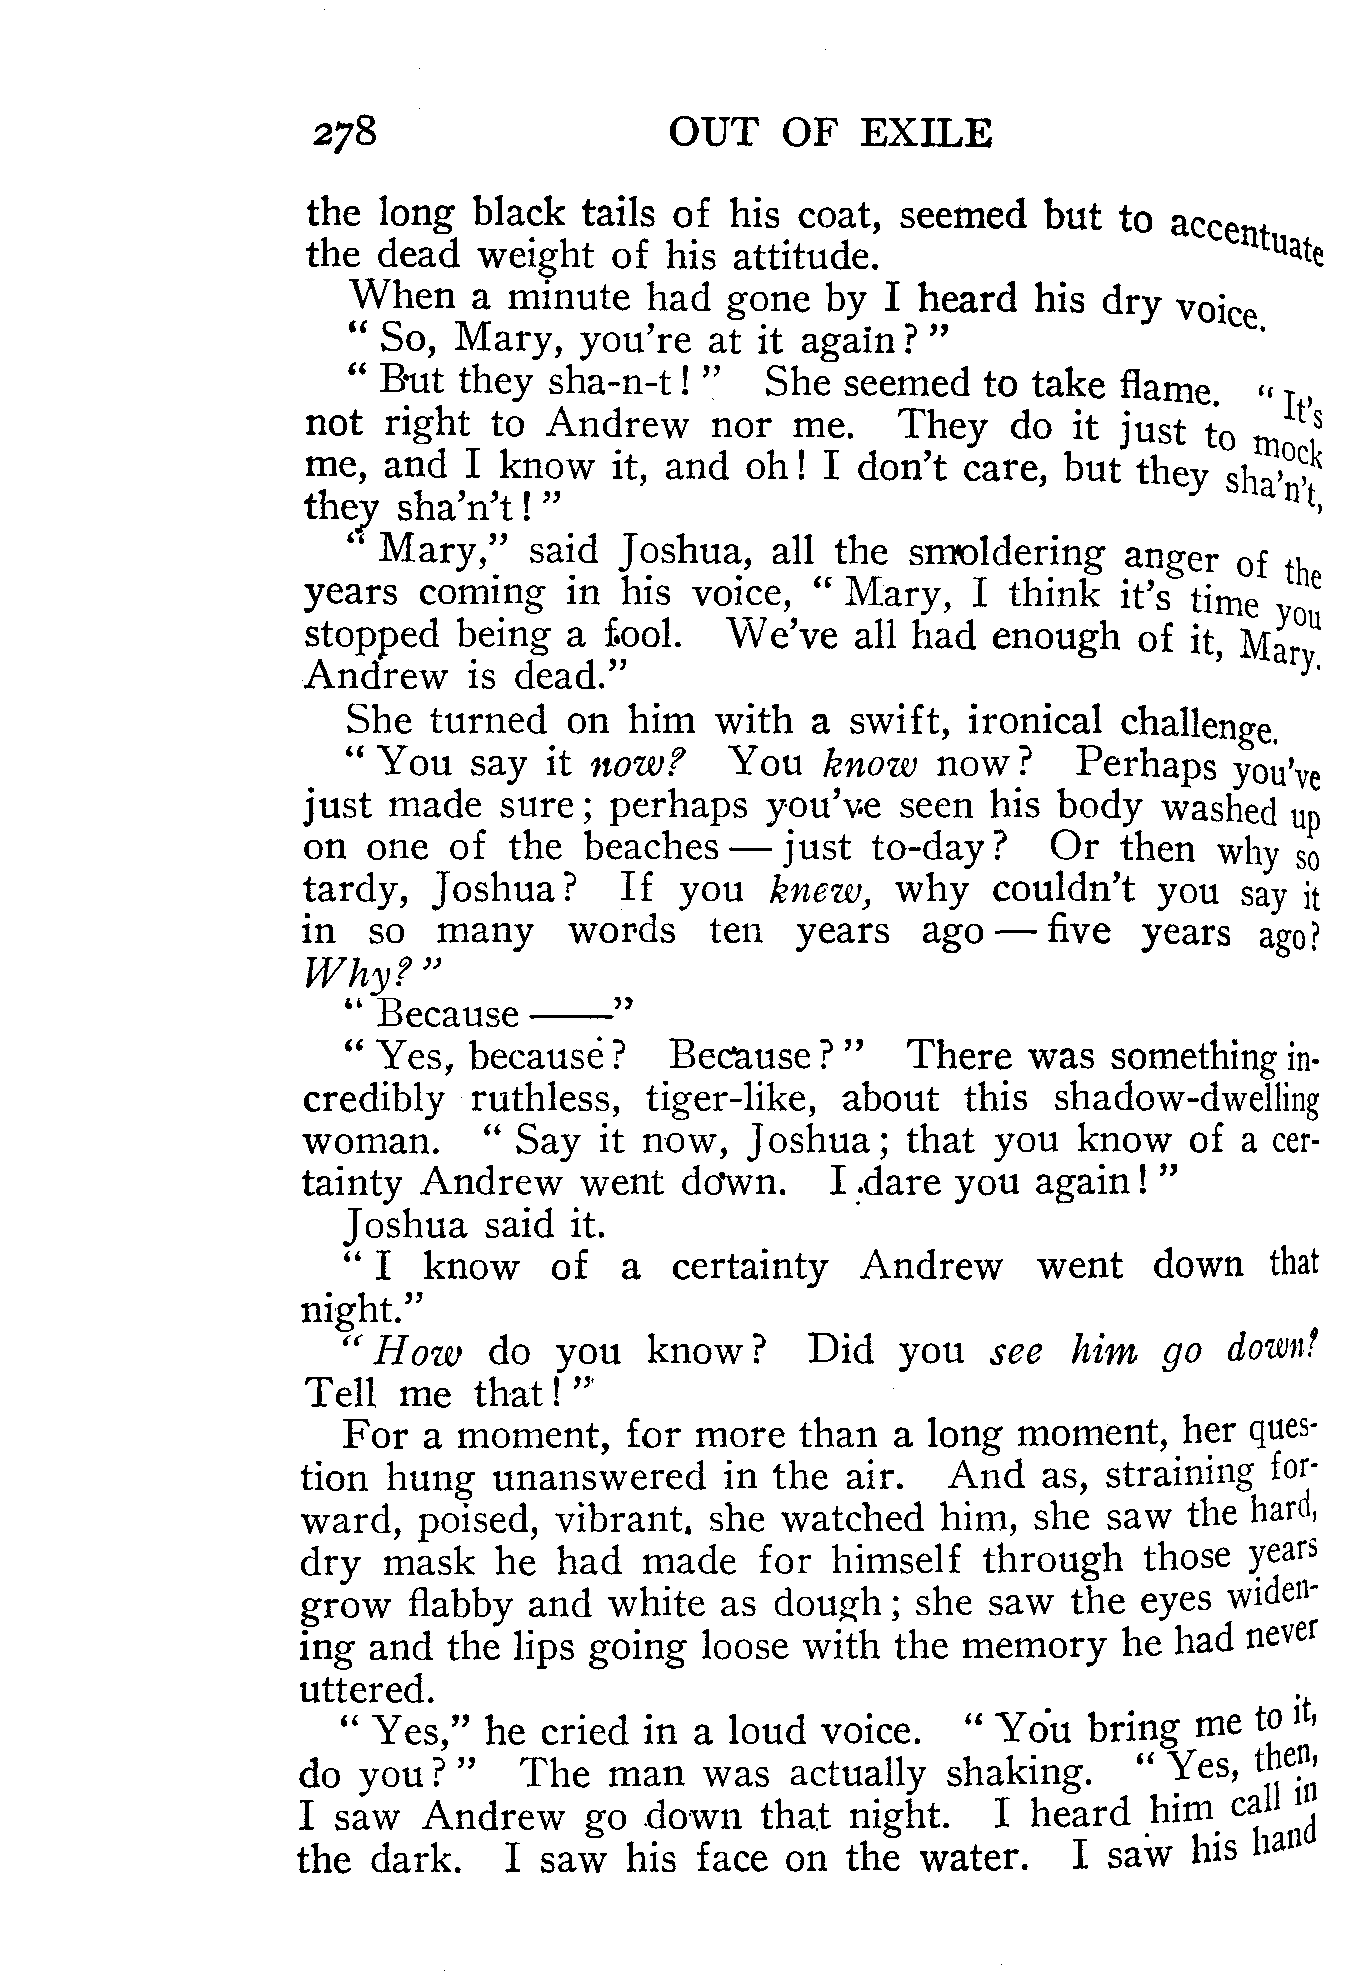 278 OUT OF EXILE
the long black tails of his coat, seemed but to accentuate
the dead weight of his attitude.
When a minute had gone by I heard his dry voice.
“ So, Mary, you're at it again? ”
“ But they sha-n-t! ” She seemed to take flame. “ It's
not right to Andrew nor me. They do it just to mock
me, and I know it, and oh! I don't care, but they sha'n't,
they sha'n't! ”
“ Mary,” said Joshua, all the smoldering anger of the
years coming in his voice, “ Mary, I think it's time you
stopped being a fool. We've all had enough of it, Mary.
Andrew is dead.”
She turned on him with a swift, ironical challenge.
“ You say it now? You know now? Perhaps you've
just made sure; perhaps you've seen his body washed up
on one of the beaches — just to-day? Or then why so
tardy, Joshua? If you knew, why couldn't you say it
in so many words ten years ago — five years ago?
Why? ”
“ Because ——”
“ Yes, because? Because? ” There was something in-
credibly ruthless, tiger-like, about this shadow-dwelling
woman. “ Say it now, Joshua; that you know of a cer-
tainty Andrew went down. I dare you again! ”
Joshua said it.
“ I know of a certainty Andrew went down that
night.”
“ How do you know? Did you see him go down?
Tell me that! ”
For a moment, for more than a long moment, her ques-
tion hung unanswered in the air. And as, straining for-
ward, poised, vibrant, she watched him, she saw the hard,
dry mask he had made for himself through those years
grow flabby and white as dough; she saw the eyes widen-
ing and the lips going loose with the memory he had never
uttered.
“ Yes,” he cried in a loud voice. “ You bring me to it,
do you? ” The man was actually shaking. “ Yes, then,
I saw Andrew go down that night. I heard him call in
the dark. I saw his face on the water. I saw his hand